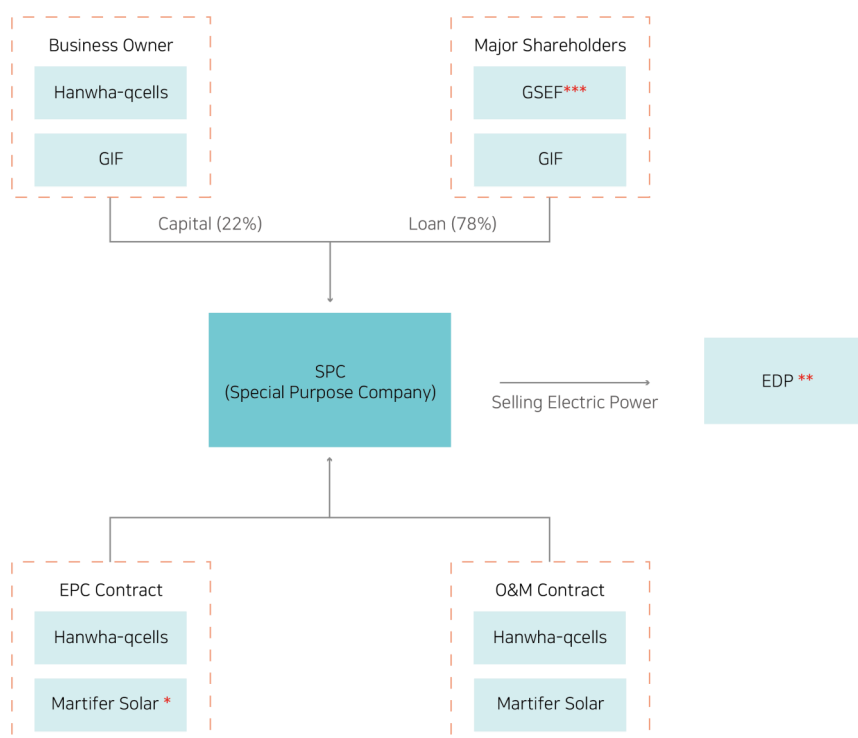 Business Owner
Hanwha-qcells
GIF
Major Shareholders
GSEF***
GIF
Capital (22%)
Loan (78%)
SPC
(Special Purpose Company)
Selling Electric Power
EDP **
EPC Contract
Hanwha-qcells
Martifer Solar *
O&M Contract
Hanwha-qcells
Martifer Solar